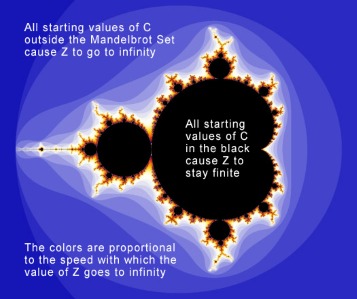 All starting values of C
outside the Mandelbrot Set
cause Z to go to infinity
All starting
values of C
in the black
cause Z to
stay finite
The colors are proportional
to the speed with which the
value of Z goes to infinity